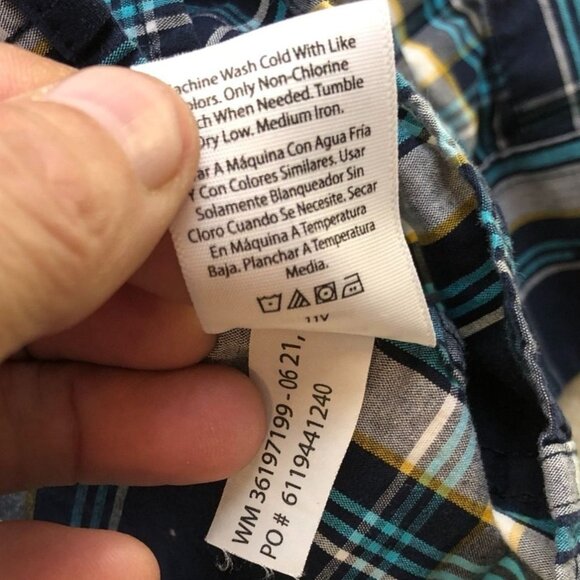 achine Wash Cold With Like
olors. Only Non-Chlorine
ch When Needed. Tumble
Dry Low. Medium Iron.
ar A Máquina Con Agua Fría
Y Con Colores Similares. Usar
Solamente Blanqueador Sin
Cloro Cuando Se Necesite, Secar
En Máquina A Temperatura
Baja. Planchar A Temperatura
Media.
11V
WM 36197199 - 06 21,
PO # 6119441240